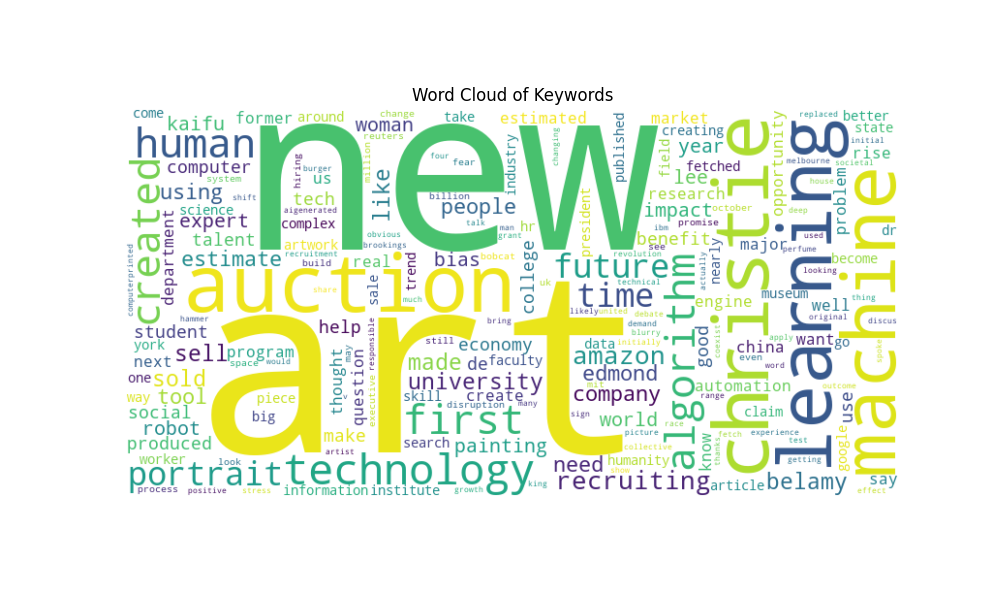 Word Cloud of Keywords
come
kaifu
former
around
woman
take
estimated
market
change
reuters
published
creating
year
replaced
better
state
initial
rise
human
new
computer
using
science
expert
system
shift
burger
hiring
us
tech
aigenerated
complex
million
like
four
fear
people
billion
industry
changing
field
lee
fetched
research
impact
october
promise
opportunity
melbourne
societal
house
problem
deep
dr
created
department
talent
estimate
artwork
recruitment
build
real
obvious
brookings
trend
bias
talk
man
grant
hr
bobcat
president
ibm
benefit
see
revolution
technical
actually
nearly
major
perfume
looking
become
christie
learning
machine
computerprinted
auction
share
sale
much
college
uk
future
time
likely
united
debate
algorithm
engine
museum
well
original
thing
discus
hammer
student
york
next
sell
program
space
would
help
responsible
bring
still
economy
demand
blurry
initially
data
good
coexist
china
apply
want
go
even
word
spoke
art
one
way
sold
tool
piece
big
thought
may
question
executive
made
de
faculty
skill
create
disruption
many
university
amazon
mit
edmond
company
range
automation
claim
outcome
use
social
robot
produced
worker
make
artist
first
search
painting
sign
picture
world
race
collective
know
fetch
thanks
experience
test
google
look
portrait
technology
process
positive
stress
information
institute
growth
king
need
humanity
show
recruiting
article
getting
belamy
say
effect
used